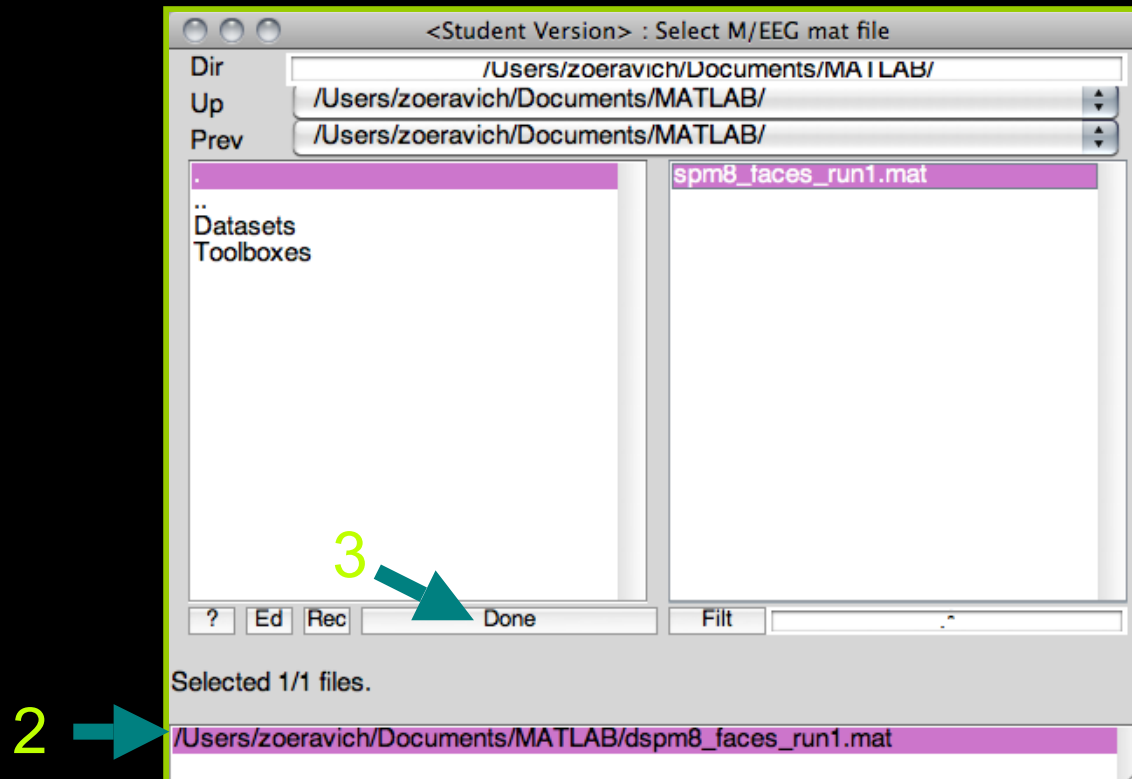 <Student Version> : Select M/EEG mat file
Dir /Users/zoeravich/Documents/MATLAB/
Up /Users/zoeravich/Documents/MATLAB/
Prev /Users/zoeravich/Documents/MATLAB/
. spm8_faces_run1.mat
..
Datasets
Toolboxes
3
? Ed Rec Done Filt
Selected 1/1 files.
2 /Users/zoeravich/Documents/MATLAB/dspm8_faces_run1.mat